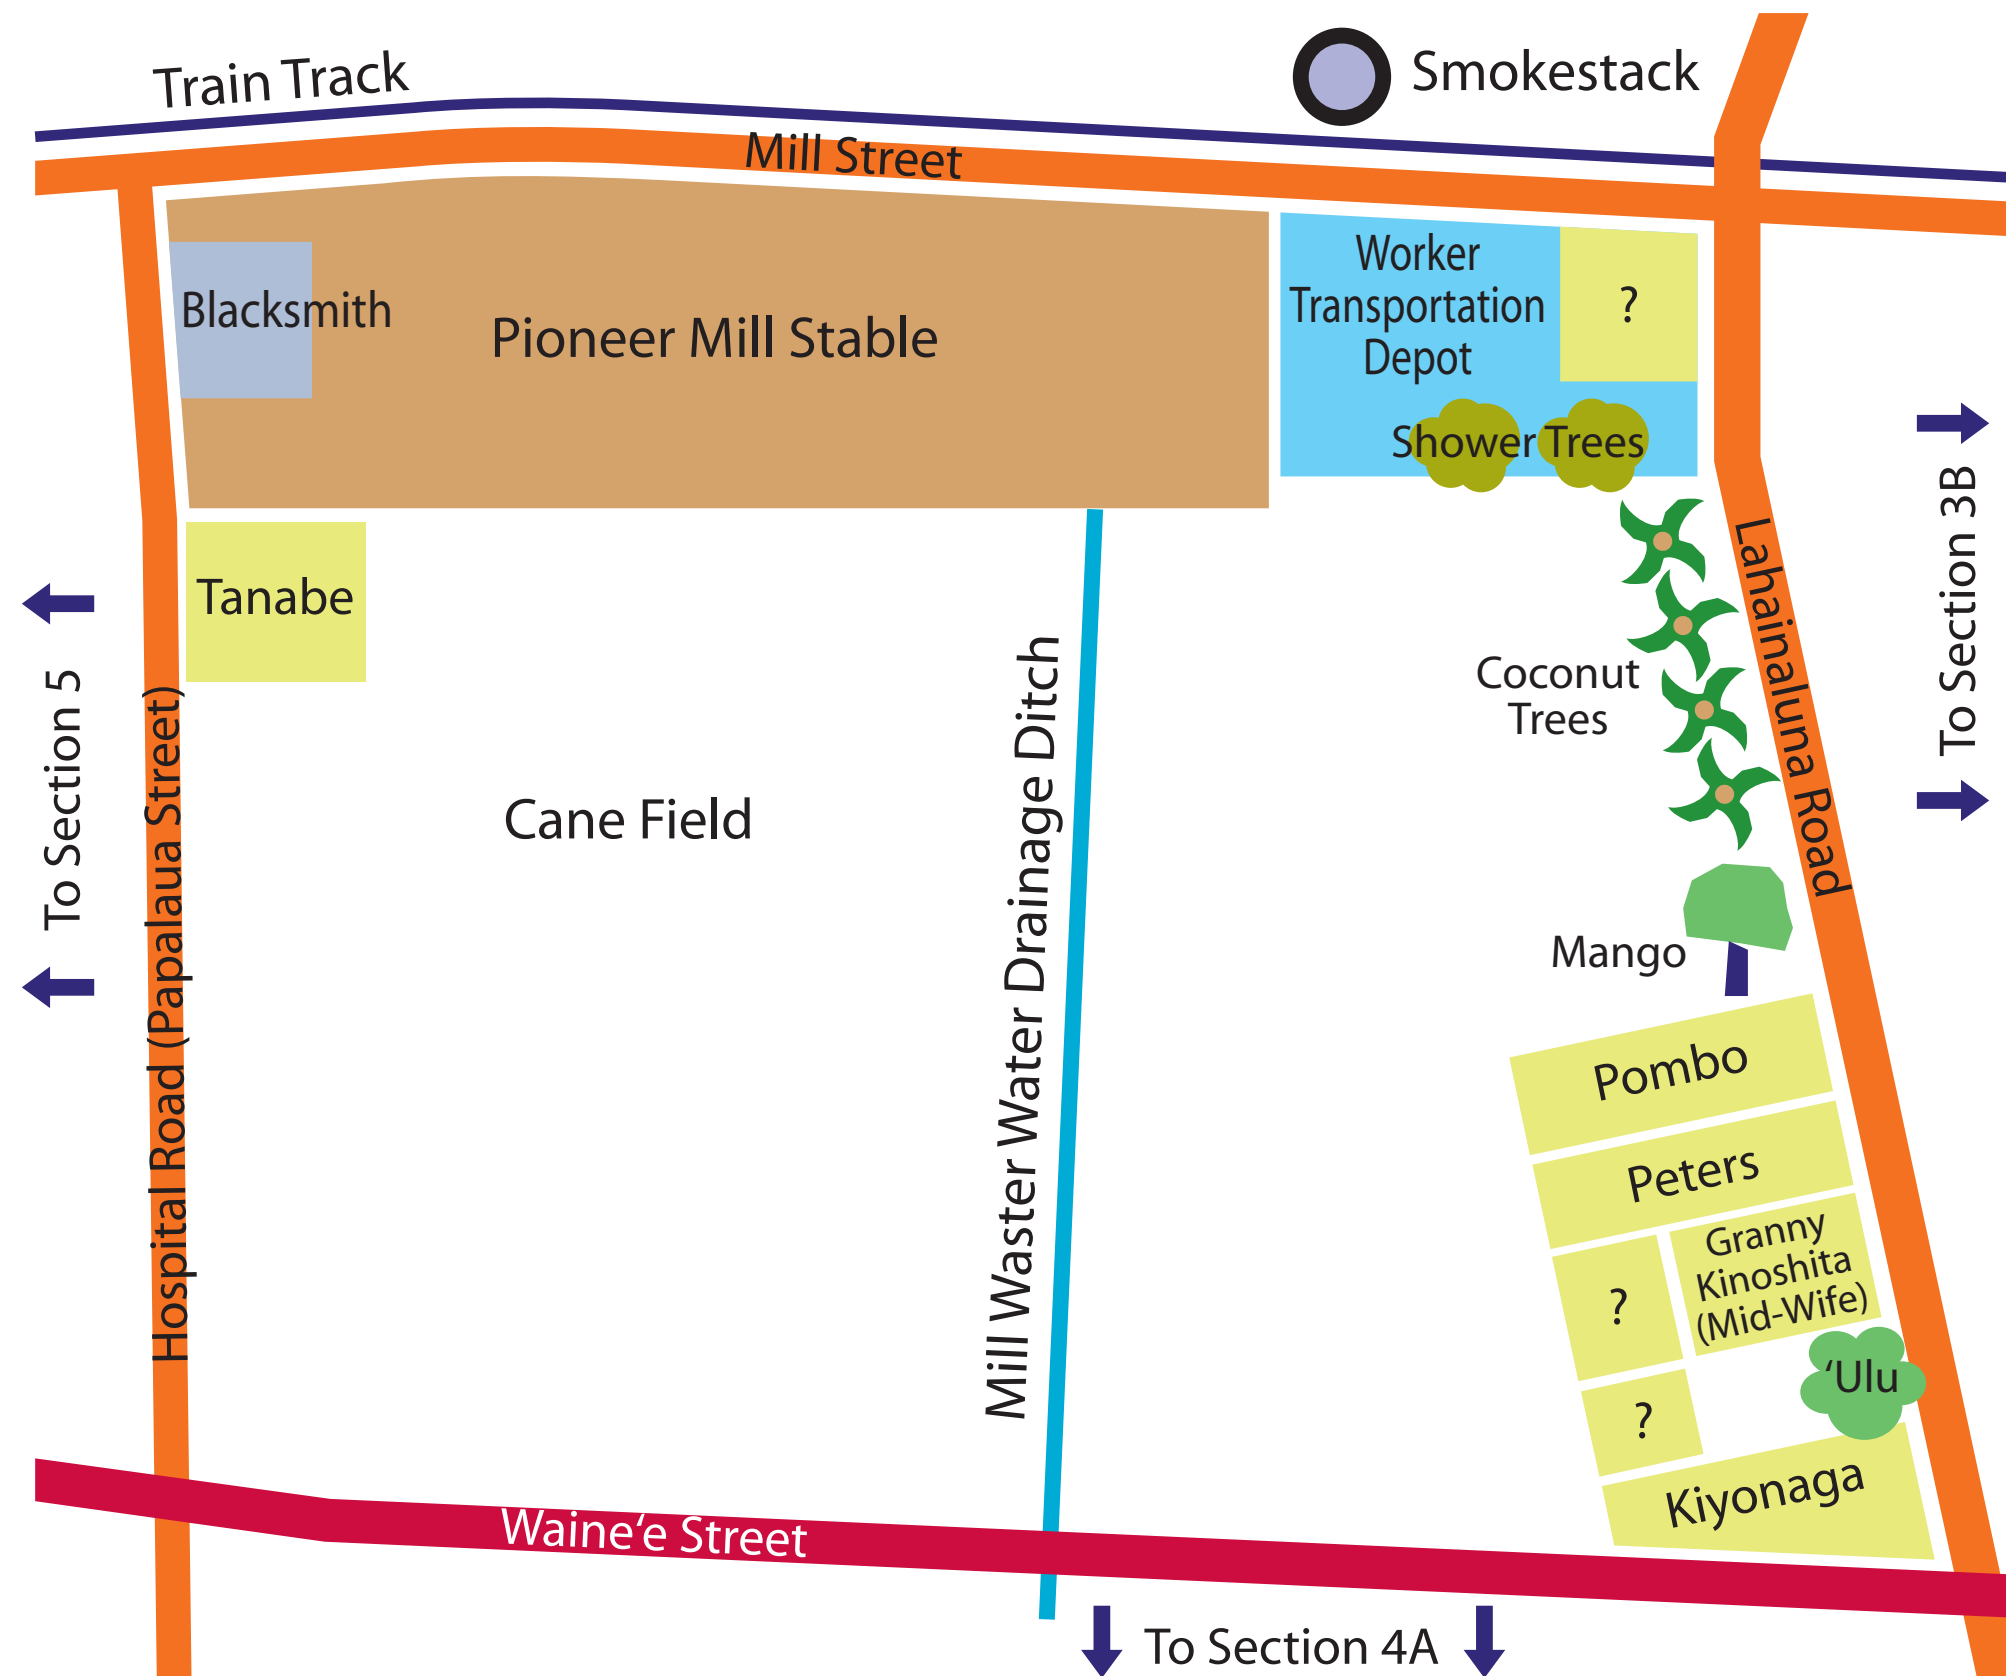 Train Track
Smokestack
Mill Street
Blacksmith
Pioneer Mill Stable
Worker
Transportation
Depot
?
Shower Trees
Tanabe
To Section 5
Hospital Road (Papalaua Street)
Cane Field
Mill Waster Water Drainage Ditch
Coconut
Trees
Lahainaluna Road
To Section 3B
Mango
Pombo
Peters
Granny
Kinoshita
(Mid-Wife)
?
‘Ulu
?
Kiyonaga
Waine‘e Street
To Section 4A